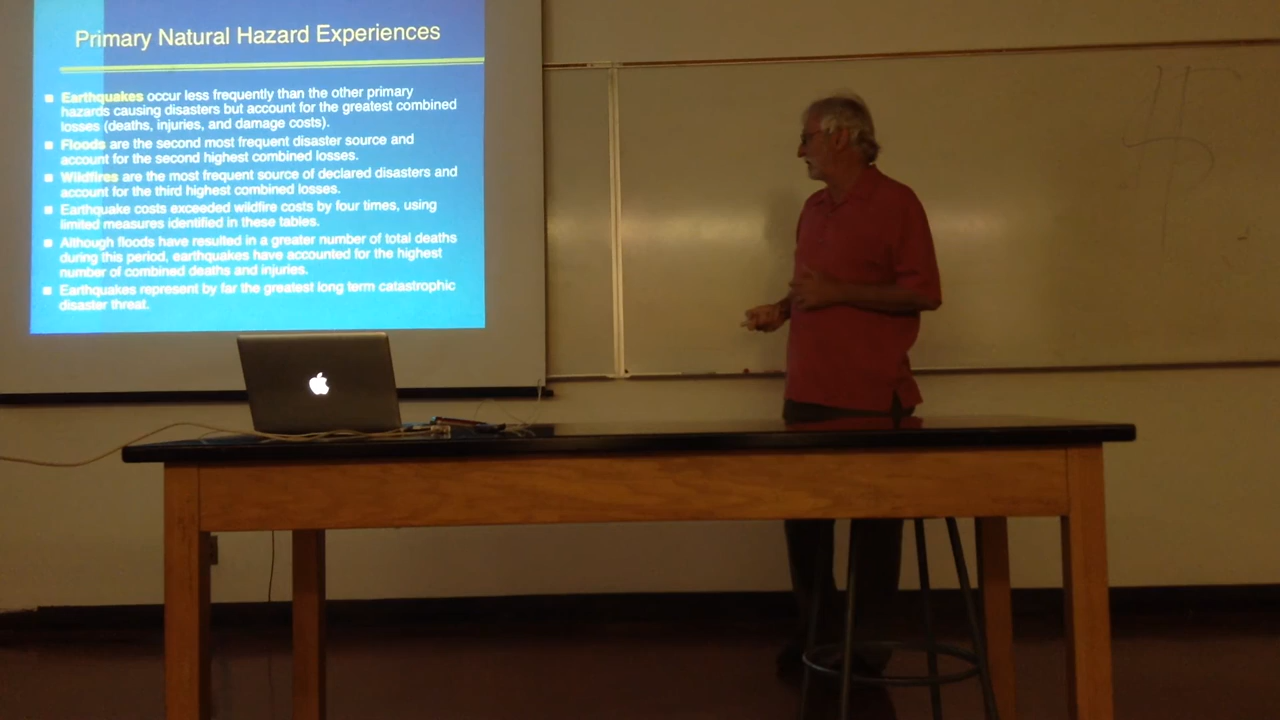 Primary Natural Hazard Experiences
Earthquakes occur less frequently than the other primary
hazards causing disasters but account for the greatest combined
losses (deaths, injuries, and damage costs).
Floods are the second most frequent disaster source and
account for the second highest combined losses.
Wildfires are the most frequent source of declared disasters and
account for the third highest combined losses.
Earthquake costs exceeded wildfire costs by four times, using
limited measures identified in these tables.
Although floods have resulted in a greater number of total deaths
during this period, earthquakes have accounted for the highest
number of combined deaths and injuries.
Earthquakes represent by far the greatest long term catastrophic
disaster threat.